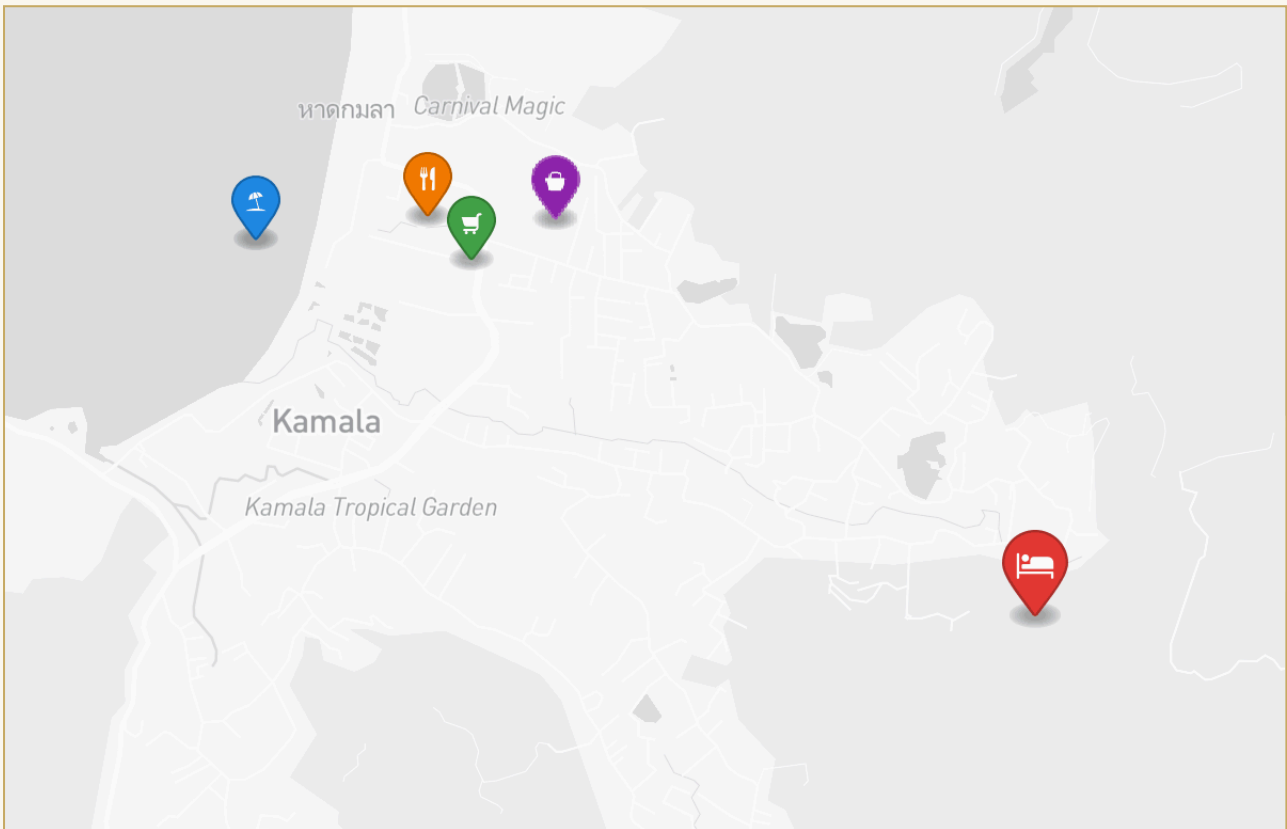 หาดกมลา
Carnival Magic
Kamala
Kamala Tropical Garden